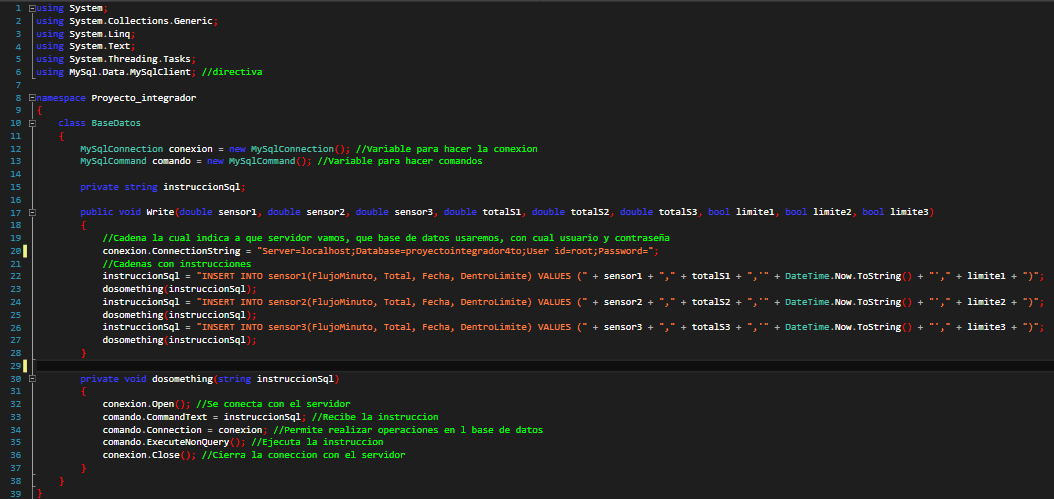 1 using System;
2 using System.Collections.Generic;
3 using System.Linq;
4 using System.Text;
5 using System.Threading.Tasks;
6 using MySql.Data.MySqlClient; //directiva
7
8 namespace Proyecto_integrador
9 {
10 class BaseDatos
11 {
12 MySqlConnection conexion = new MySqlConnection(); //Variable para hacer la conexion
13 MySqlCommand comando = new MySqlCommand(); //Variable para hacer comandos
14
15 private string instruccionSql;
16
17 public void Write(double sensor1, double sensor2, double sensor3, double totalS1, double totalS2, double totalS3, bool limite1, bool limite2, bool limite3)
18 {
19 //Cadena la cual indica a que servidor vamos, que base de datos usaremos, con cual usuario y contraseña
20 conexion.ConnectionString = "Server=localhost;Database=proyectointegrador4to;User id=root;Password=";
21 //Cadenas con instrucciones
22 instruccionSql = "INSERT INTO sensor1(FlujoMinuto, Total, Fecha, DentroLimite) VALUES (" + sensor1 + "," + totalS1 + ",'" + DateTime.Now.ToString() + "'," + limite1 + ")";
23 dosomething(instruccionSql);
24 instruccionSql = "INSERT INTO sensor2(FlujoMinuto, Total, Fecha, DentroLimite) VALUES (" + sensor2 + "," + totalS2 + ",'" + DateTime.Now.ToString() + "'," + limite2 + ")";
25 dosomething(instruccionSql);
26 instruccionSql = "INSERT INTO sensor3(FlujoMinuto, Total, Fecha, DentroLimite) VALUES (" + sensor3 + "," + totalS3 + ",'" + DateTime.Now.ToString() + "'," + limite3 + ")";
27 dosomething(instruccionSql);
28 }
29
30 private void dosomething(string instruccionSql)
31 {
32 conexion.Open(); //Se conecta con el servidor
33 comando.CommandText = instruccionSql; //Recibe la instruccion
34 comando.Connection = conexion; //Permite realizar operaciones en l base de datos
35 comando.ExecuteNonQuery(); //Ejecuta la instruccion
36 conexion.Close(); //Cierra la coneccion con el servidor
37 }
38 }
39 }